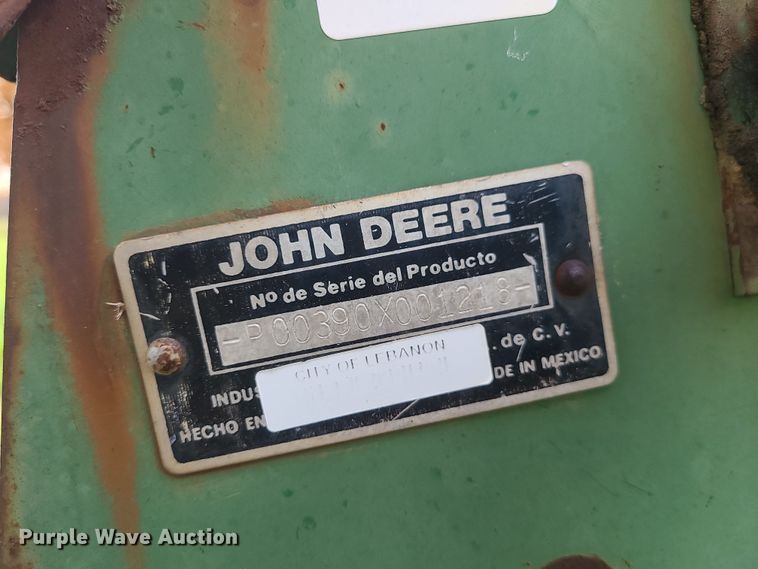 JOHN DEERE
Nº de Serie del Producto
-P00390X001218-
CITY OF LEBANON
. de C. V.
INDUS
DE IN MEXICO
HECHO EN
Purple Wave Auction